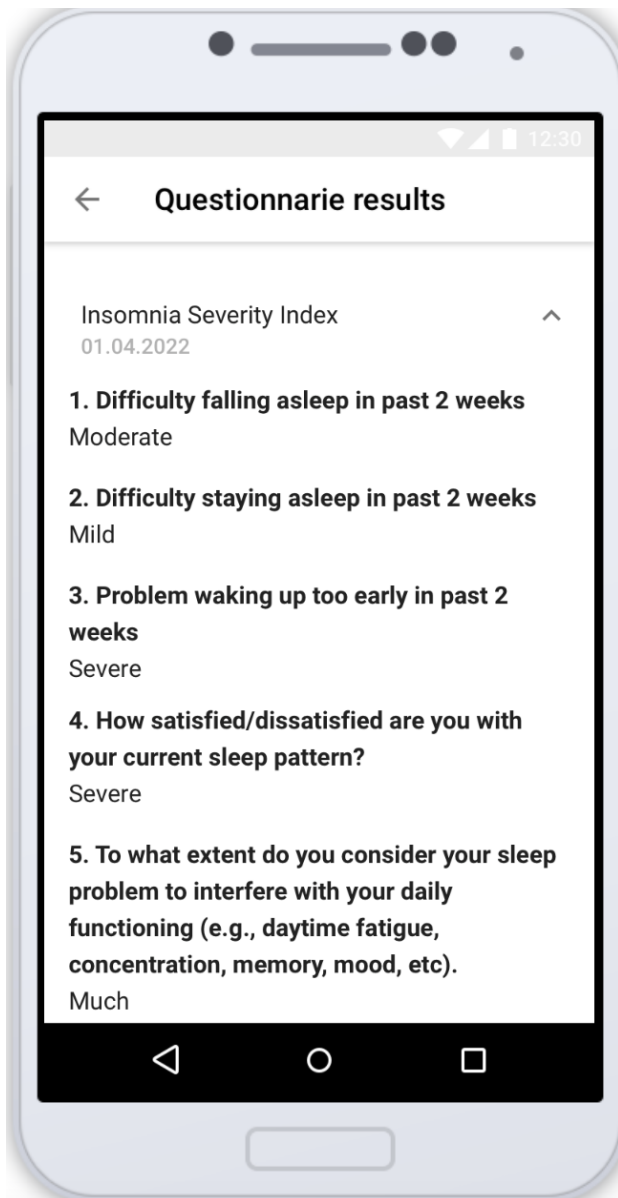 12:30
Questionnarie results
Insomnia Severity Index
01.04.2022
1. Difficulty falling asleep in past 2 weeks
Moderate
2. Difficulty staying asleep in past 2 weeks
Mild
3. Problem waking up too early in past 2
weeks
Severe
4. How satisfied/dissatisfied are you with
your current sleep pattern?
Severe
5. To what extent do you consider your sleep
problem to interfere with your daily
functioning (e.g., daytime fatigue,
concentration, memory, mood, etc).
Much